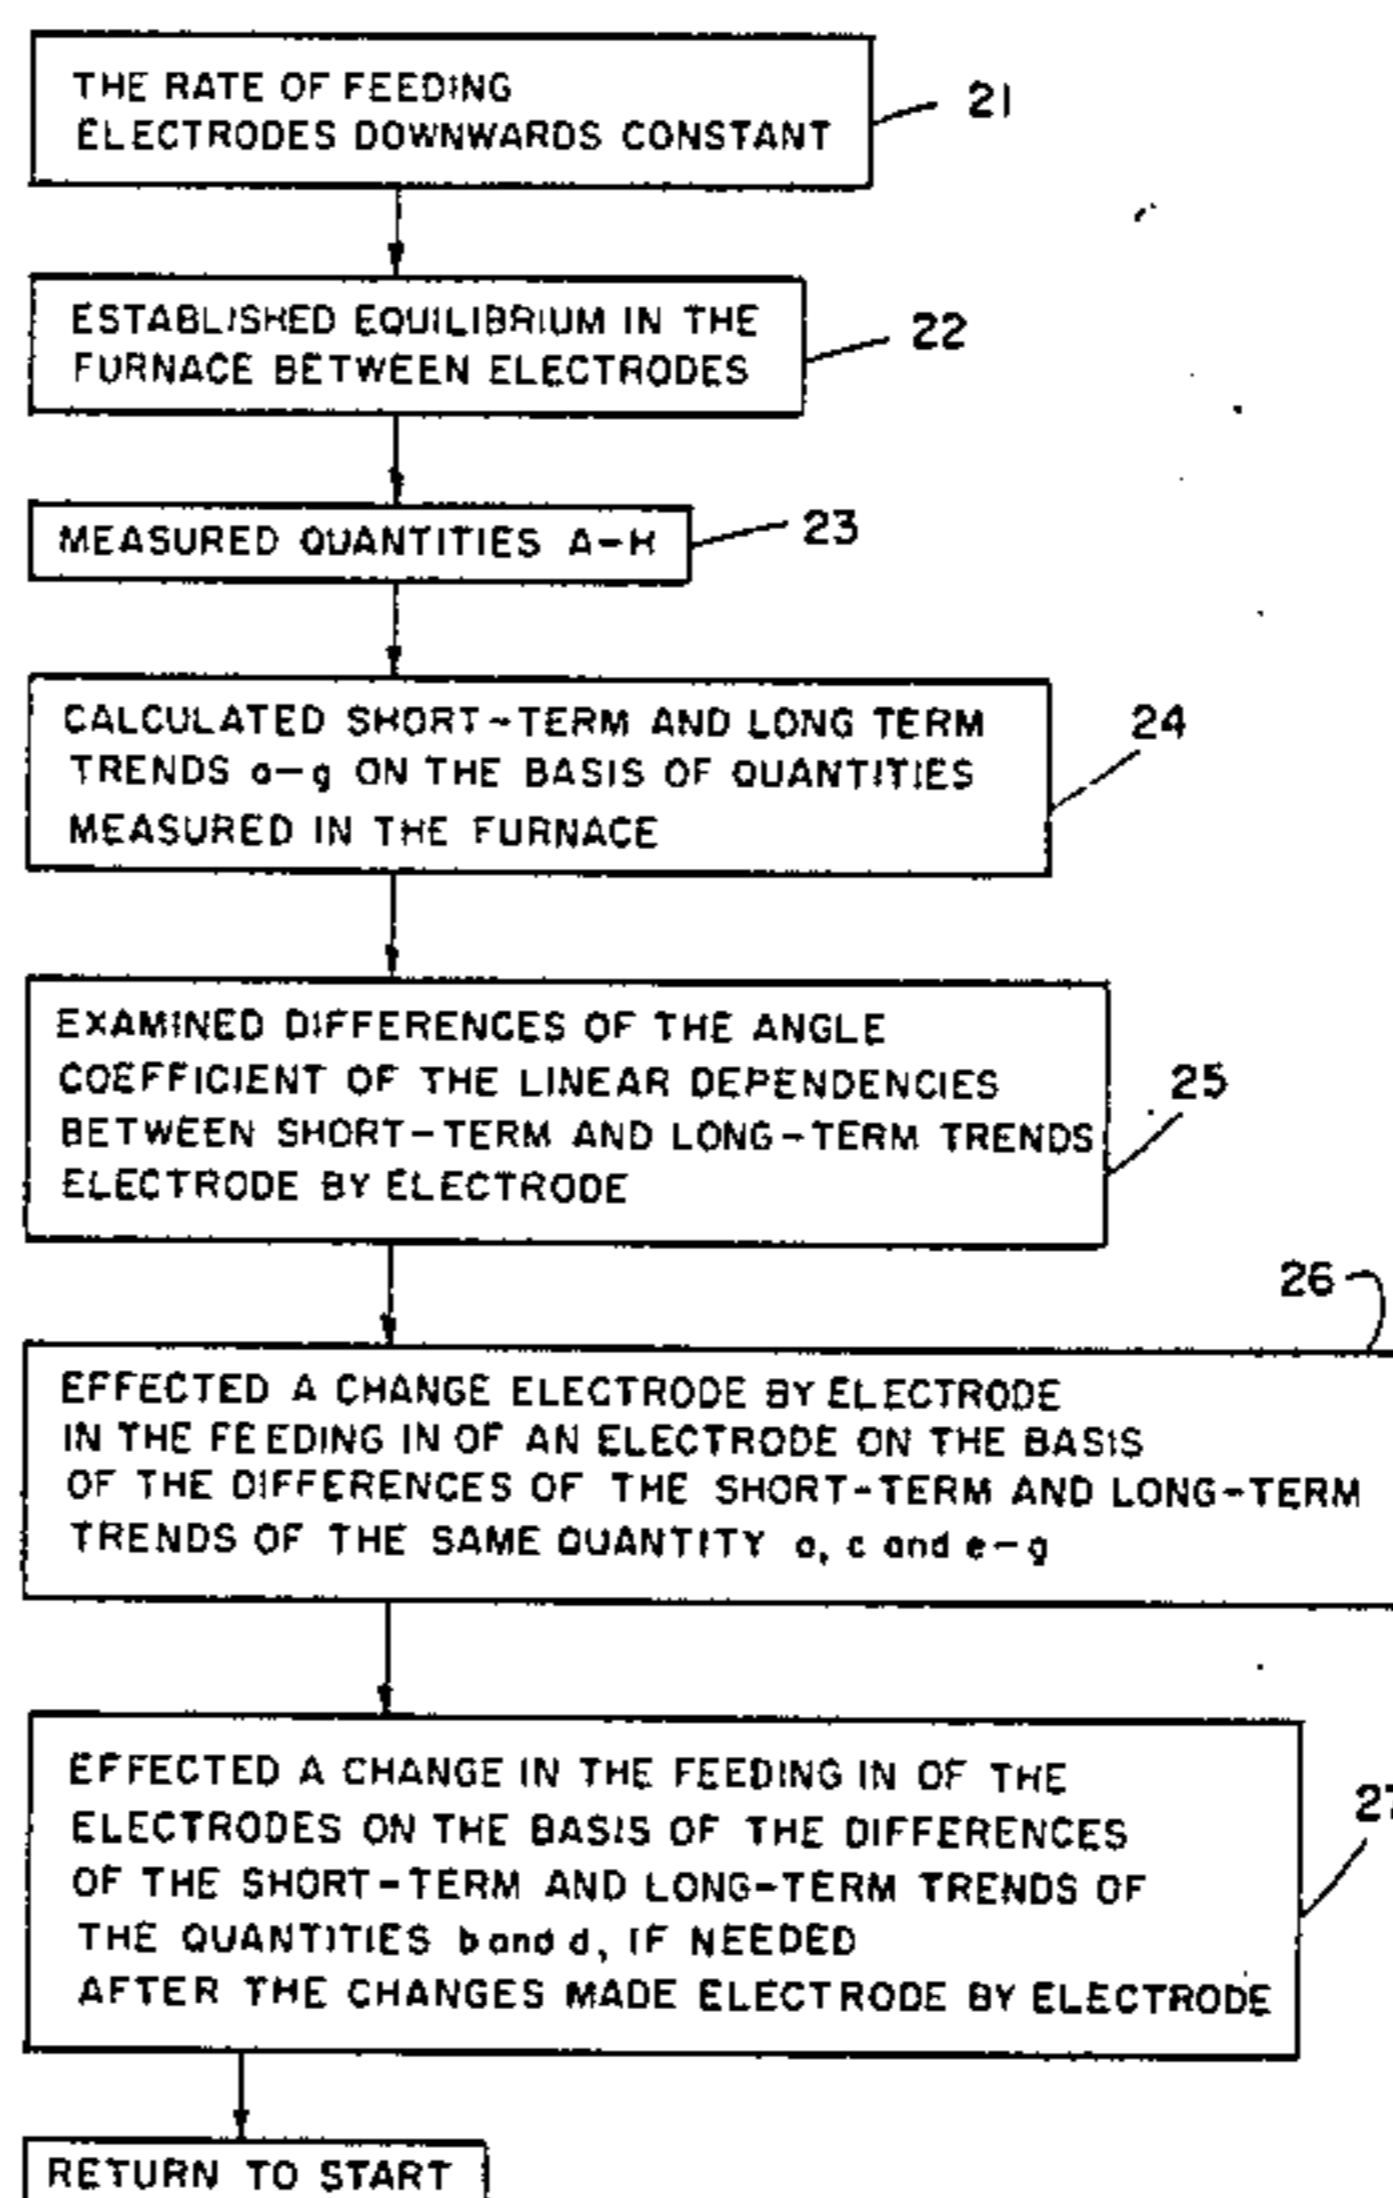 THE RATE OF FEEDING
ELECTRODES DOWNWARDS CONSTANT
21
ESTABLISHED EQUILIBRIUM IN THE
FURNACE BETWEEN ELECTRODES
22
MEASURED QUANTITIES A-H
23
CALCULATED SHORT-TERM AND LONG TERM
TRENDS a-g ON THE BASIS OF QUANTITIES
MEASURED IN THE FURNACE
24
EXAMINED DIFFERENCES OF THE ANGLE
COEFFICIENT OF THE LINEAR DEPENDENCIES
BETWEEN SHORT-TERM AND LONG-TERM TRENDS
ELECTRODE BY ELECTRODE
25
26
EFFECTED A CHANGE ELECTRODE BY ELECTRODE
IN THE FEEDING IN OF AN ELECTRODE ON THE BASIS
OF THE DIFFERENCES OF THE SHORT-TERM AND LONG-TERM
TRENDS OF THE SAME QUANTITY a, c and e-g
EFFECTED A CHANGE IN THE FEEDING IN OF THE
ELECTRODES ON THE BASIS OF THE DIFFERENCES
OF THE SHORT-TERM AND LONG-TERM TRENDS OF
THE QUANTITIES b and d, IF NEEDED
AFTER THE CHANGES MADE ELECTRODE BY ELECTRODE
27
RETURN TO START